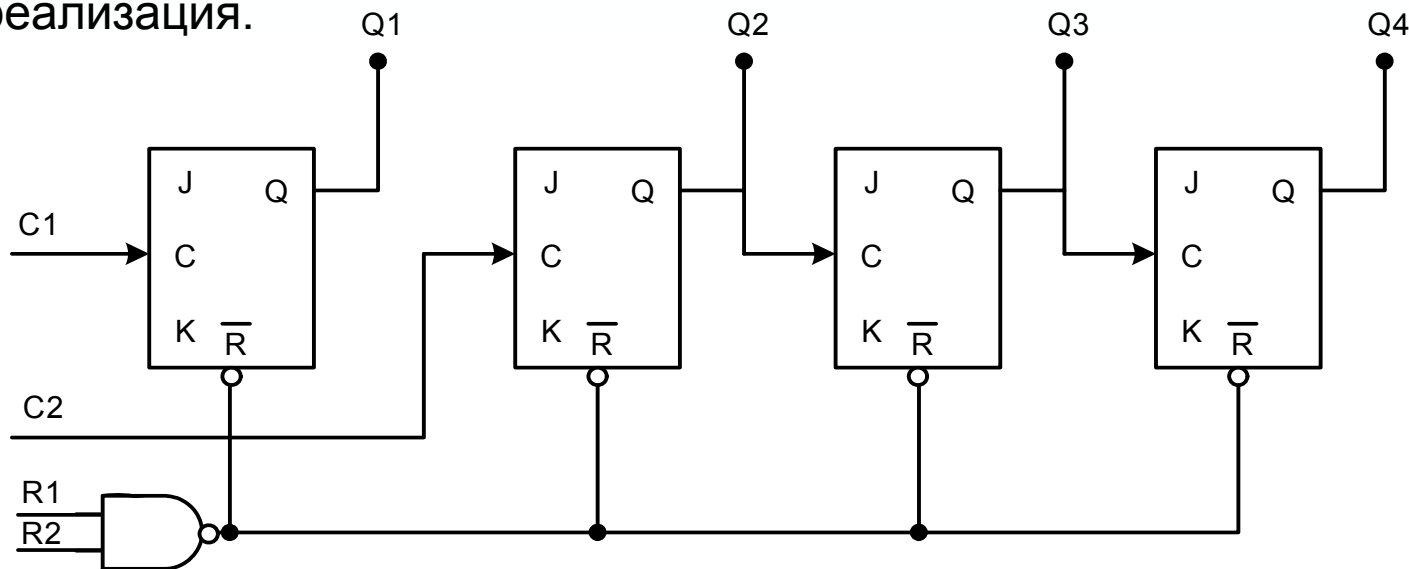 реализация.
Q1 Q2 Q3 Q4
J Q J Q J Q J Q
C1 C C C C
K R̅ K R̅ K R̅ K R̅
C2
R1
R2